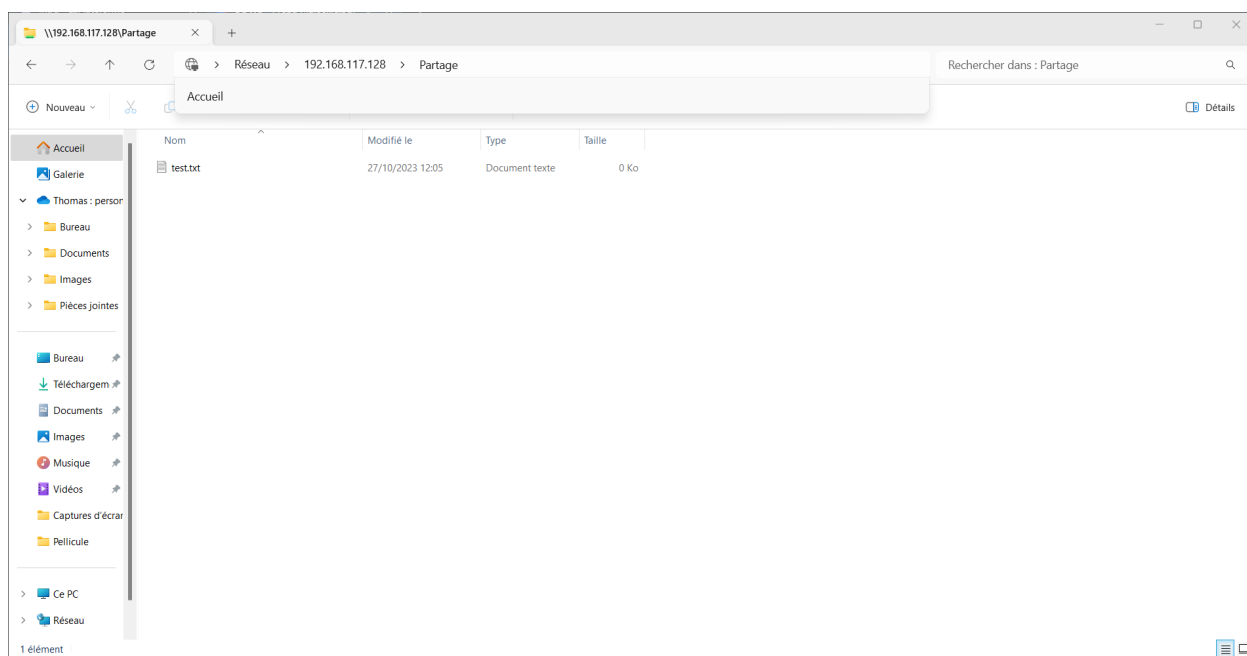 \\192.168.117.128\Partage
Réseau > 192.168.117.128 > Partage
Rechercher dans : Partage
Accueil
Nouveau
Détails
Nom
Modifié le
Type
Taille
test.txt
27/10/2023 12:05
Document texte
0 Ko
Accueil
Galerie
Thomas : person
Bureau
Documents
Images
Pièces jointes
Bureau
Téléchargem
Documents
Images
Musique
Vidéos
Captures d'écrar
Pellicule
Ce PC
Réseau
1 élément